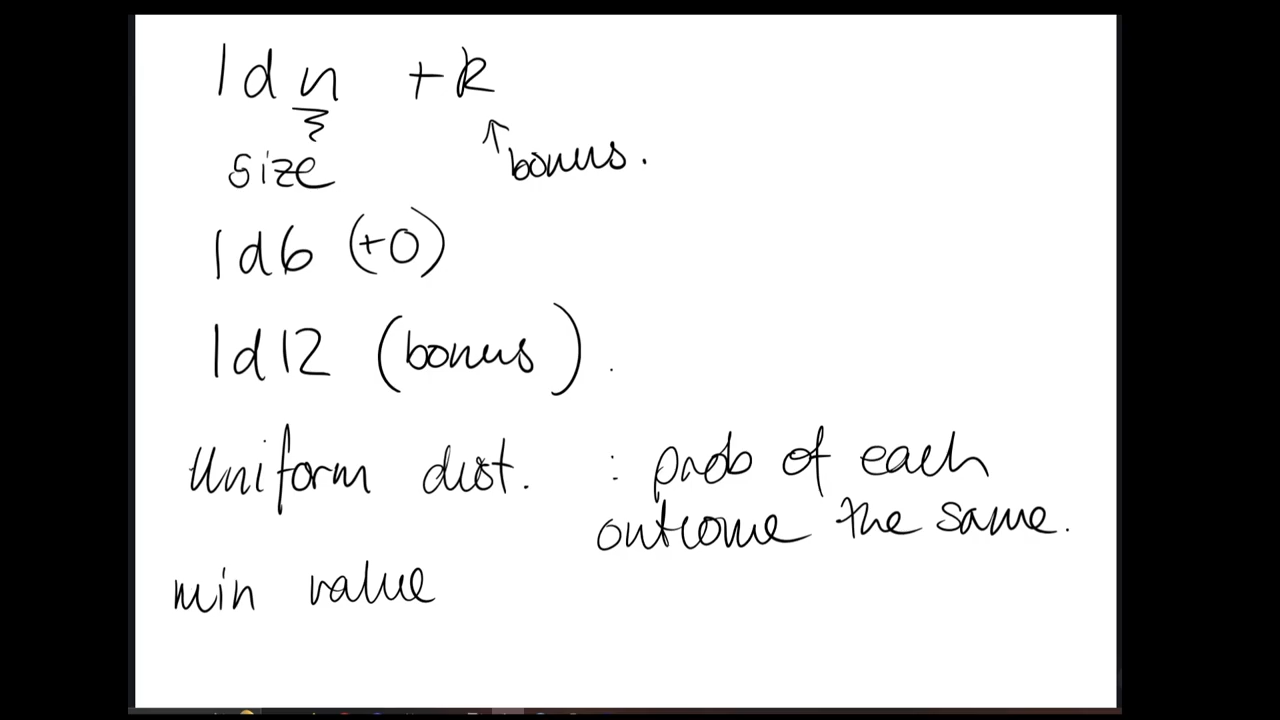 1dn +k
size
bonus.
1d6 (+0)
1d12 (bonus).
Uniform dist. : prob of each
outcome the same.
min value